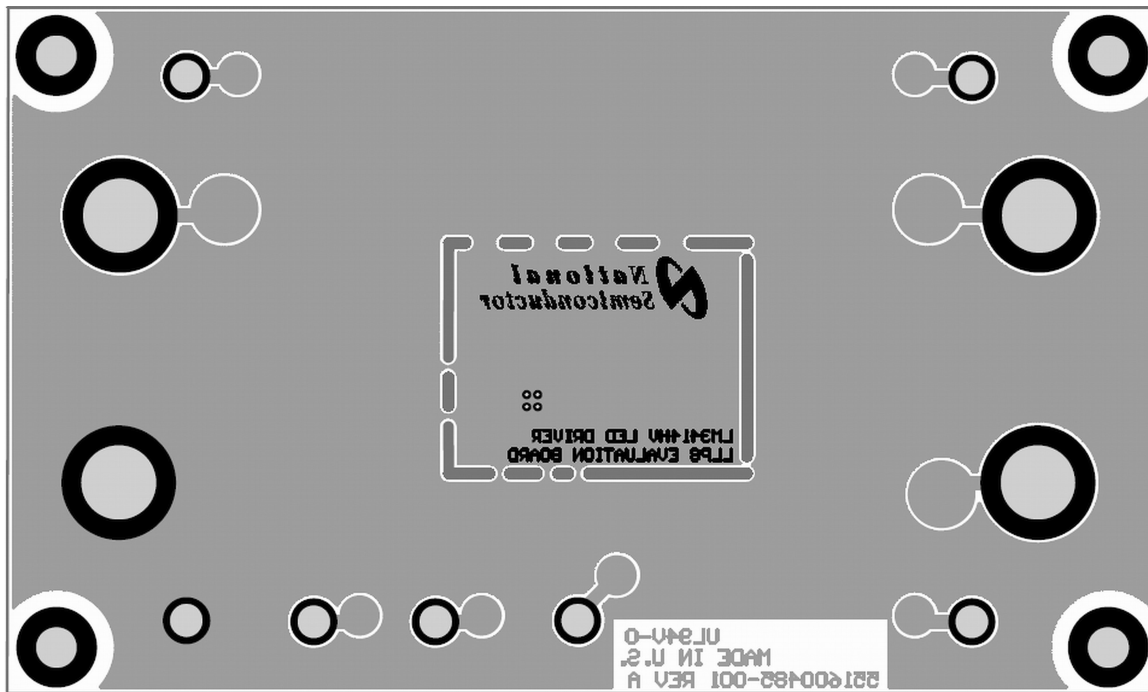 National
Semiconductor
LM3414HV LED DRIVER
LLP8 EVALUATION BOARD
UL94V-0
MADE IN U.S.
551600485-001 REV A